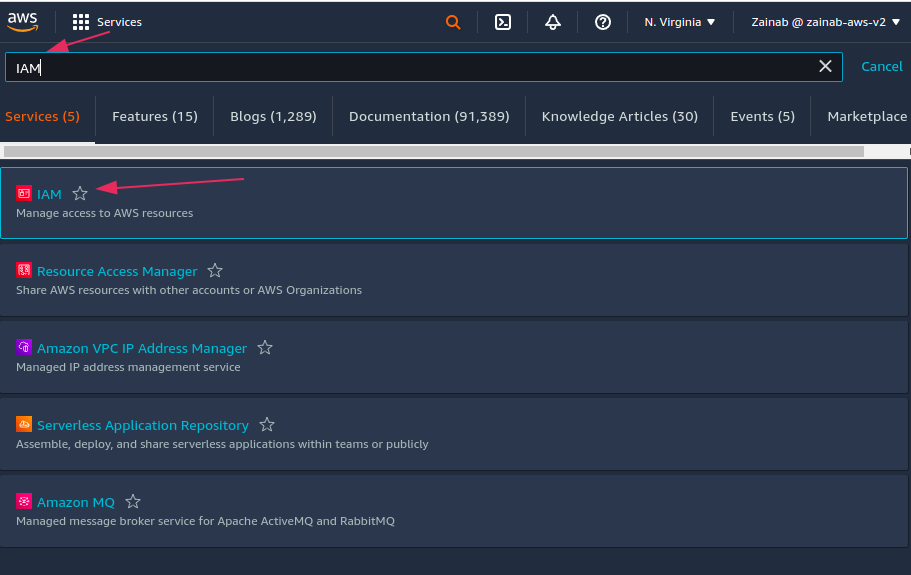 aws Services N. Virginia Zainab @ zainab-aws-v2
IAM Cancel
Services (5) Features (15) Blogs (1,289) Documentation (91,389) Knowledge Articles (30) Events (5) Marketplace
IAM
Manage access to AWS resources
Resource Access Manager
Share AWS resources with other accounts or AWS Organizations
Amazon VPC IP Address Manager
Managed IP address management service
Serverless Application Repository
Assemble, deploy, and share serverless applications within teams or publicly
Amazon MQ
Managed message broker service for Apache ActiveMQ and RabbitMQ